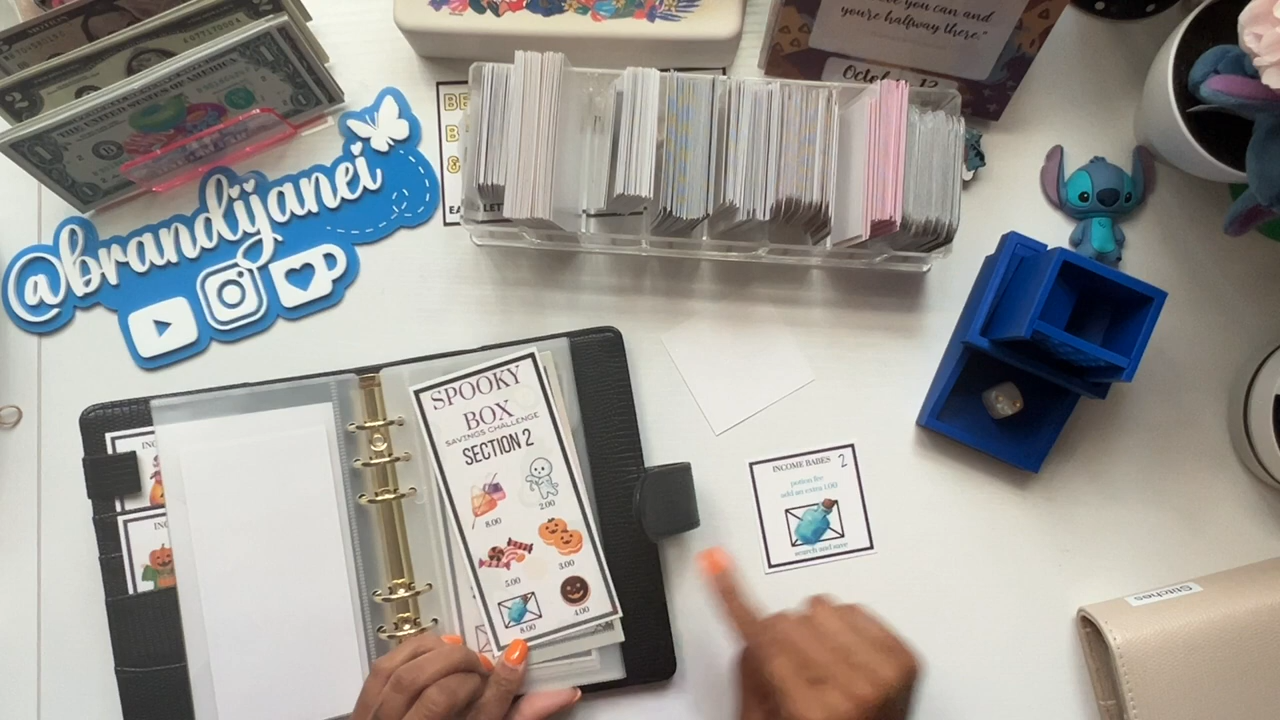 THE UNITED STATES OF AMERICA
@brandijanei
ve you can and
you're halfway there."
October 13
SPOOKY
BOX
SAVINGS CHALLENGE
SECTION 2
8.00
2.00
5.00
3.00
8.00
4.00
INCOME BABES 2
potion fee
add an extra 1.00
search and save
Stitches